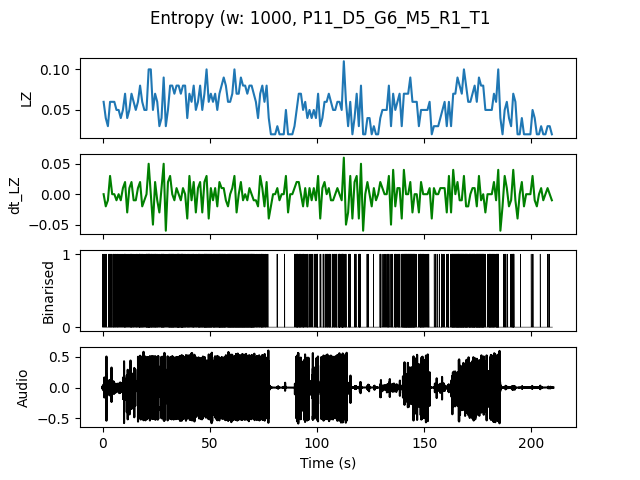 Entropy (w: 1000, P11_D5_G6_M5_R1_T1
0.10
0.05
LZ
0.05
0.00
−0.05
dt_LZ
1
0
Binarised
0.5
0.0
−0.5
Audio
0 50 100 150 200
Time (s)